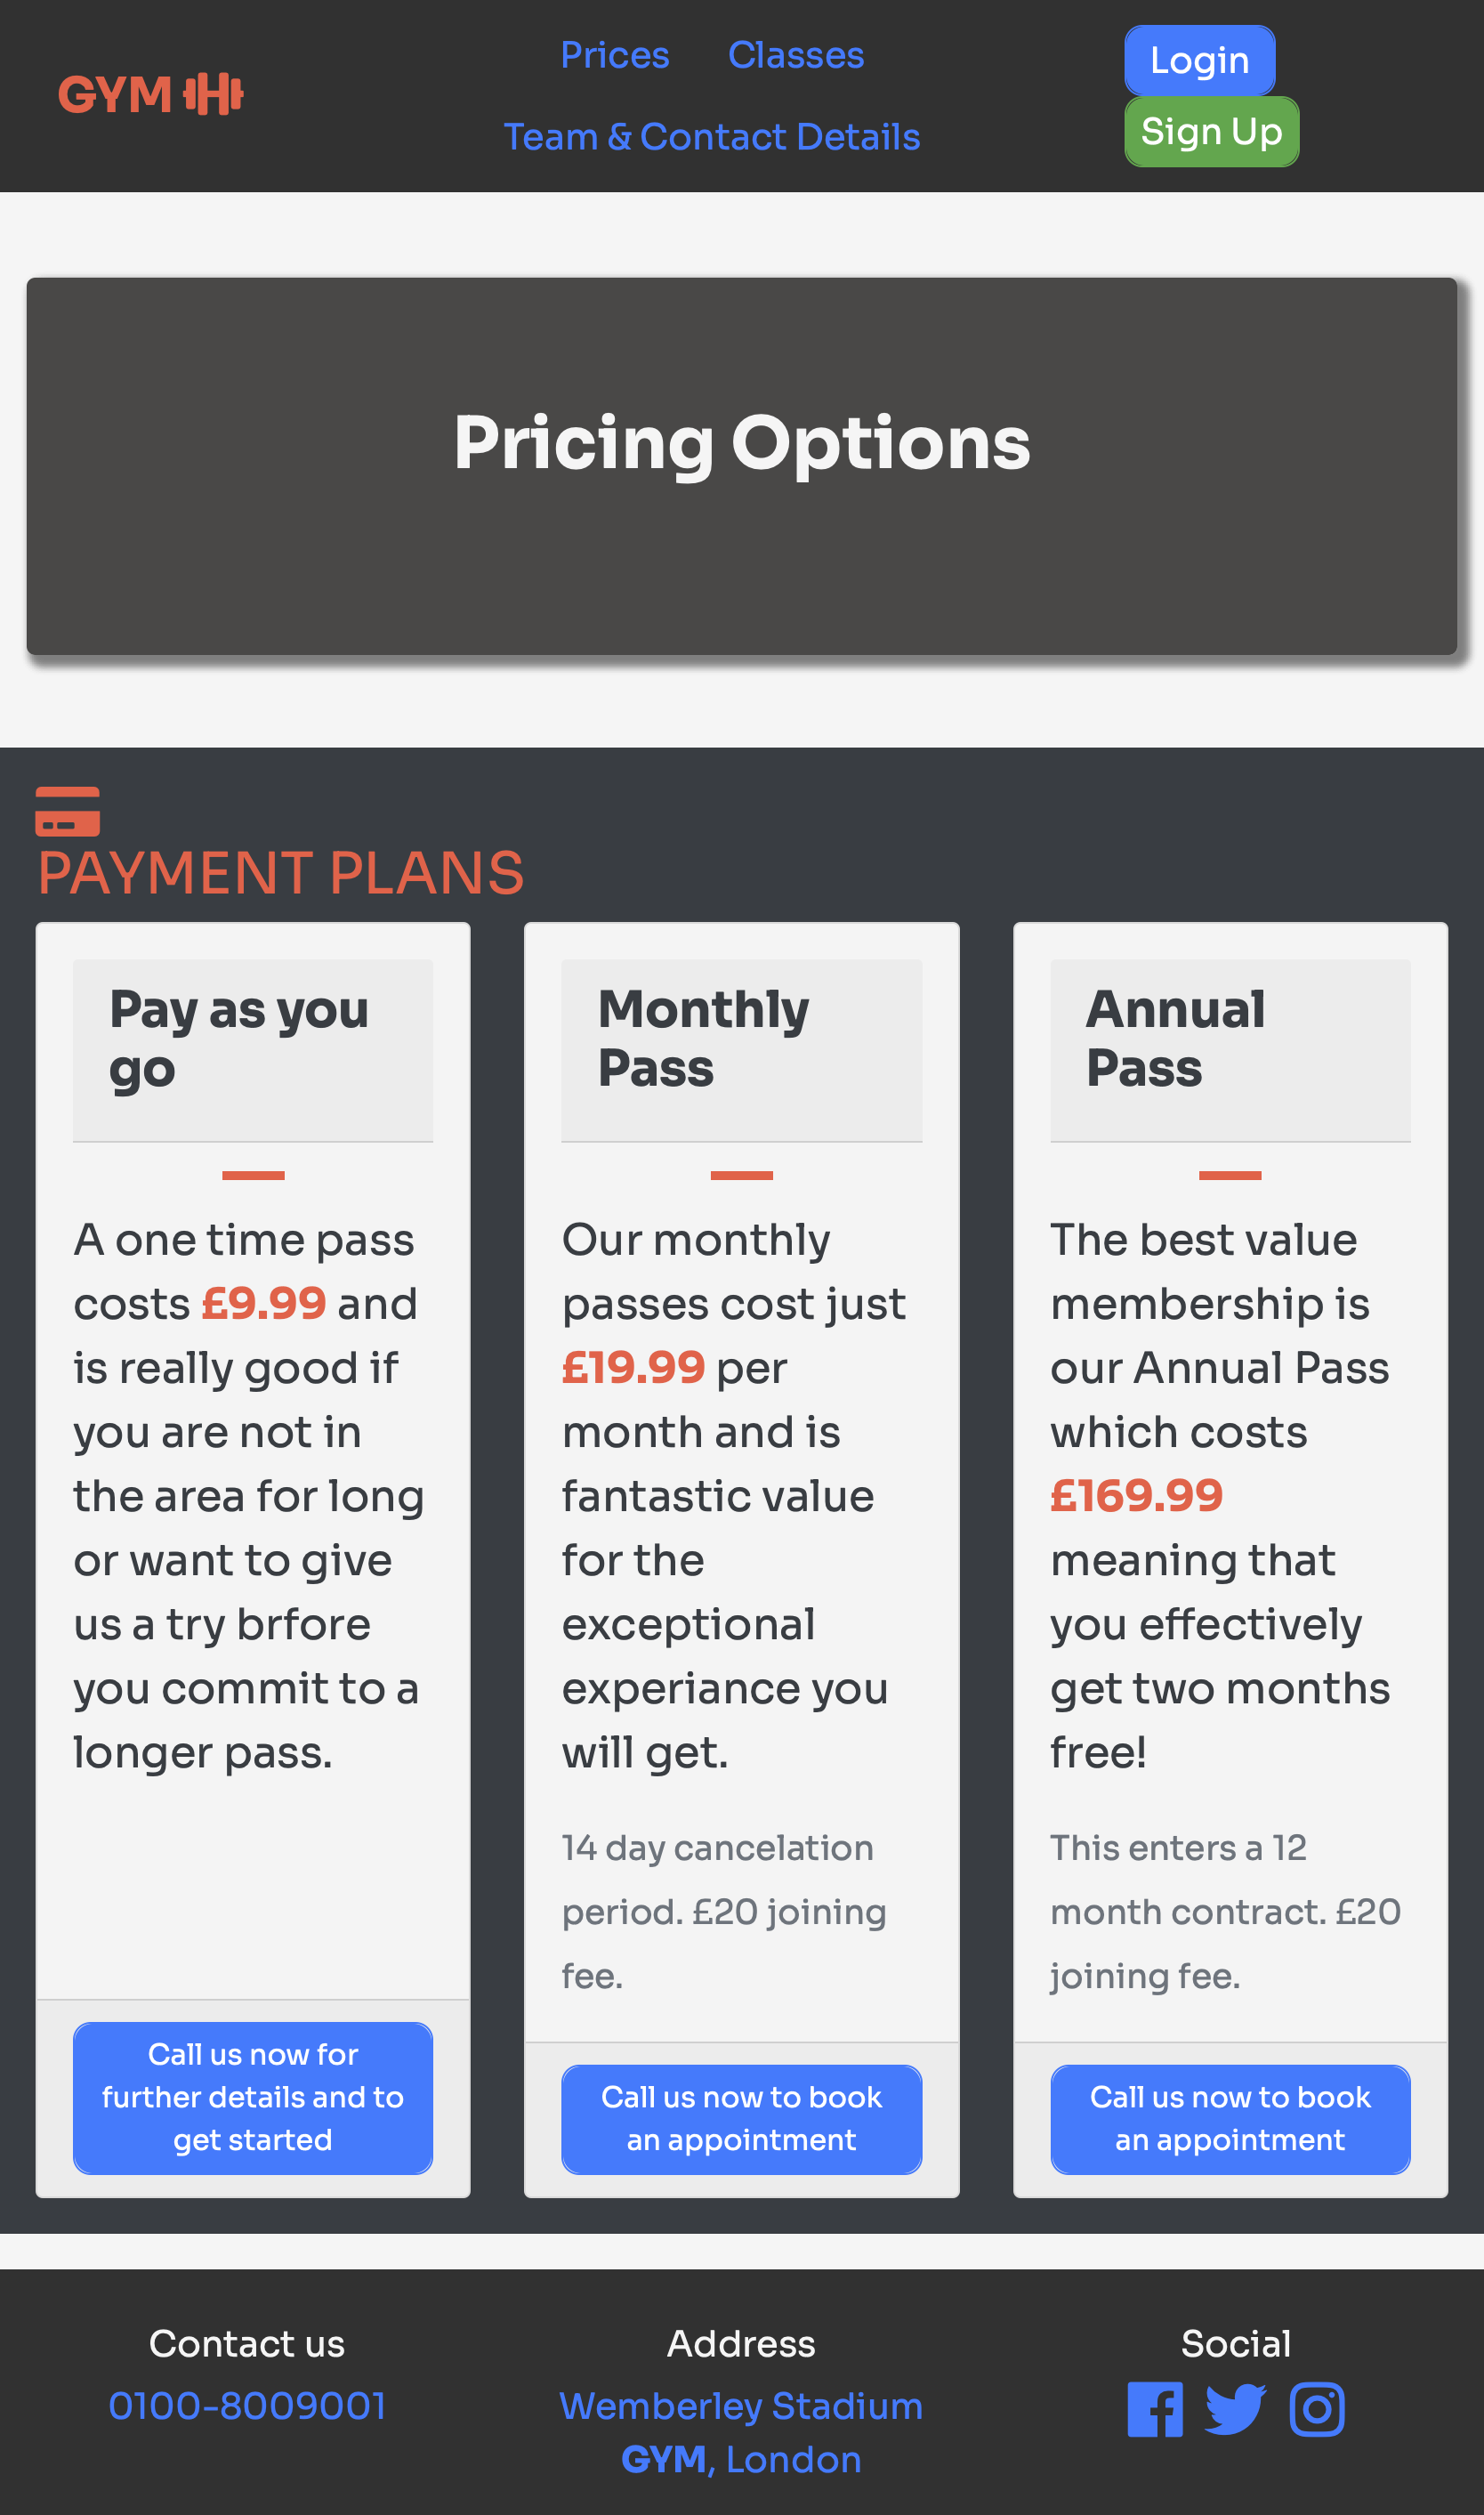 GYM
Prices Classes
Team & Contact Details
Login
Sign Up
Pricing Options
PAYMENT PLANS
Pay as you
go
A one time pass
costs £9.99 and
is really good if
you are not in
the area for long
or want to give
us a try brfore
you commit to a
longer pass.
Call us now for
further details and to
get started
Monthly
Pass
Our monthly
passes cost just
£19.99 per
month and is
fantastic value
for the
exceptional
experiance you
will get.
14 day cancelation
period. £20 joining
fee.
Call us now to book
an appointment
Annual
Pass
The best value
membership is
our Annual Pass
which costs
£169.99
meaning that
you effectively
get two months
free!
This enters a 12
month contract. £20
joining fee.
Call us now to book
an appointment
Contact us
0100-8009001
Address
Wemberley Stadium
GYM, London
Social